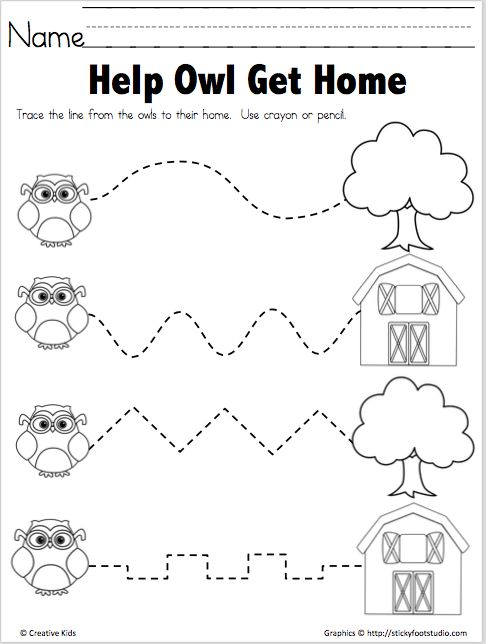 Name
Help Owl Get Home
Trace the line from the owls to their home. Use crayon or pencil.
© Creative Kids
Graphics © http://stickyfootstudio.com